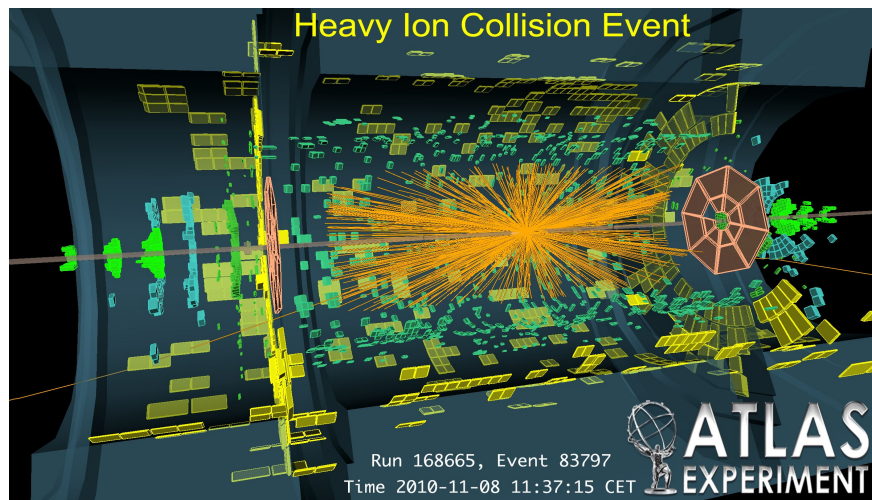 Heavy Ion Collision Event
Run 168665, Event 83797
Time 2010-11-08 11:37:15 CET
ATLAS
EXPERIMENT